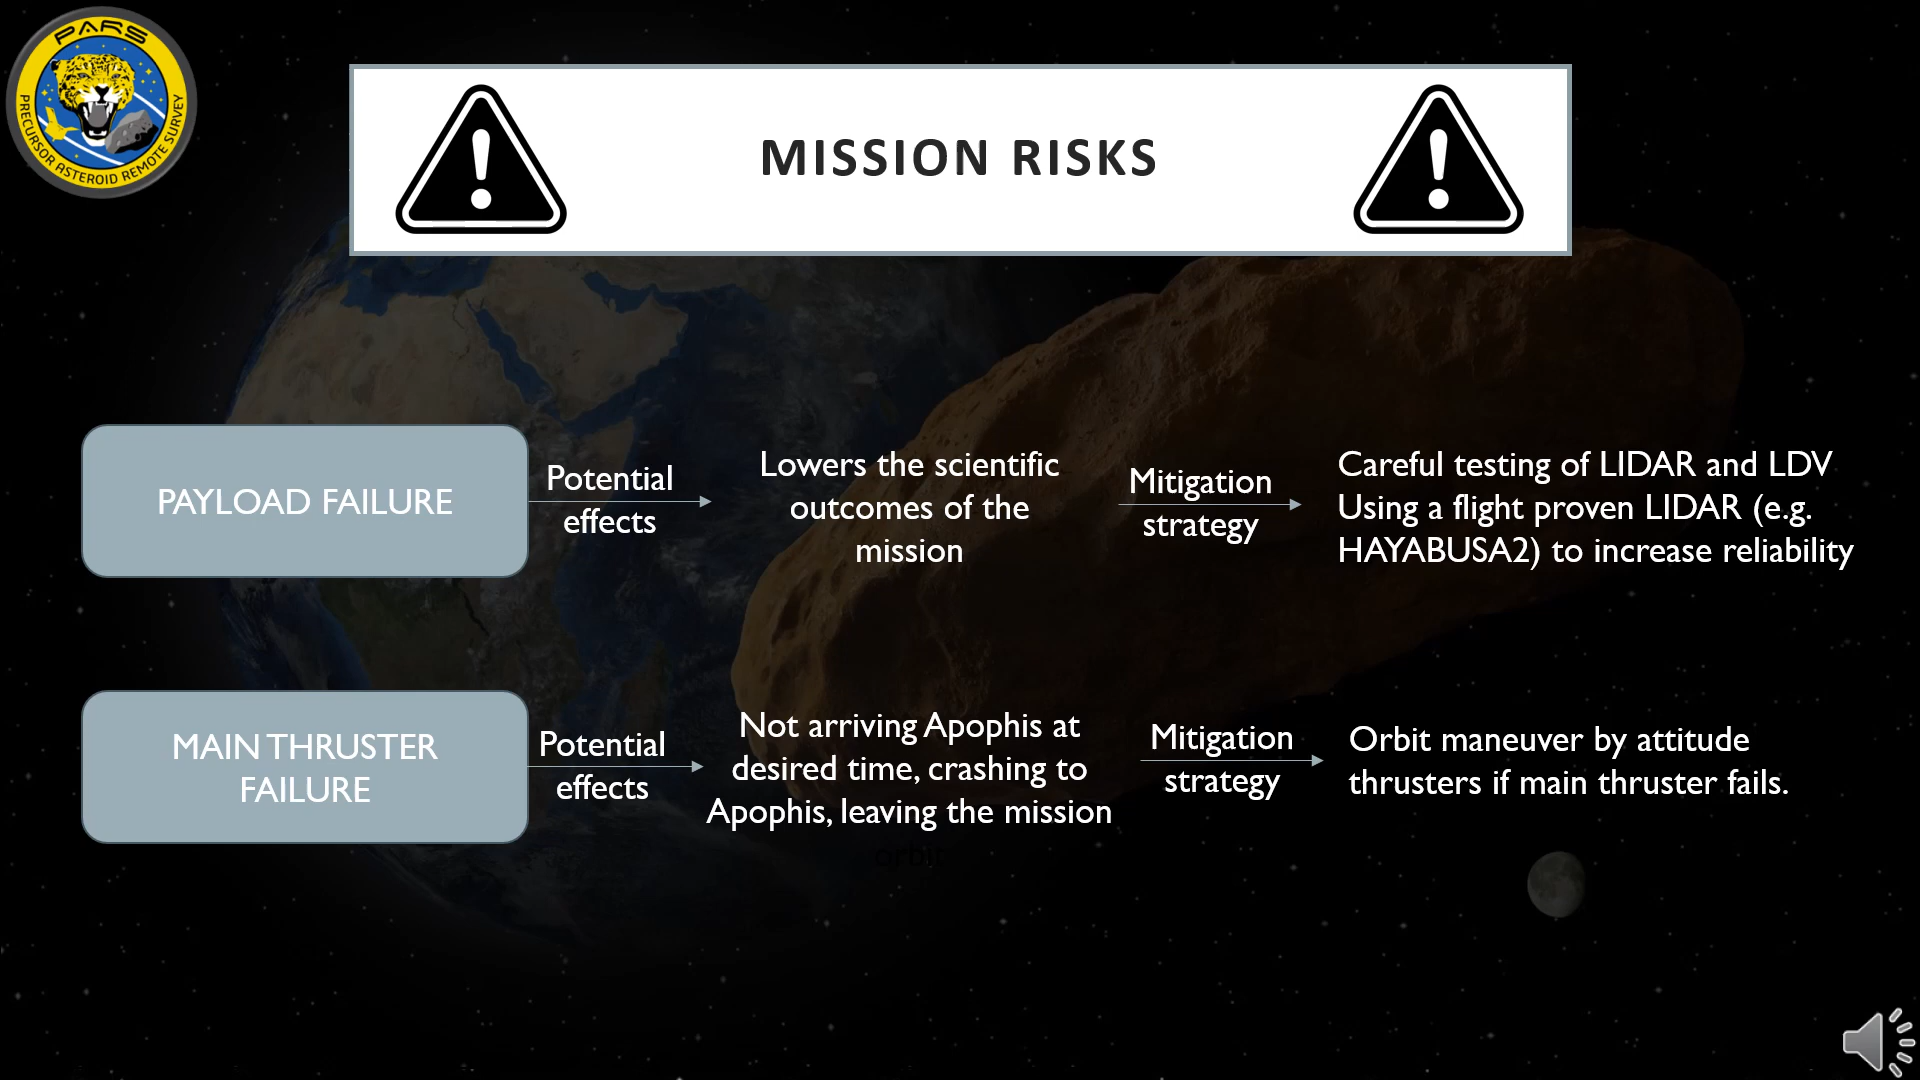 PARS
PRECURSOR ASTEROID REMOTE SURVEY
MISSION RISKS
PAYLOAD FAILURE
Potential
effects
Lowers the scientific
outcomes of the
mission
Mitigation
strategy
Careful testing of LIDAR and LDV
Using a flight proven LIDAR (e.g.
HAYABUSA2) to increase reliability
MAIN THRUSTER
FAILURE
Potential
effects
Not arriving Apophis at
desired time, crashing to
Apophis, leaving the mission
orbit
Mitigation
strategy
Orbit maneuver by attitude
thrusters if main thruster fails.